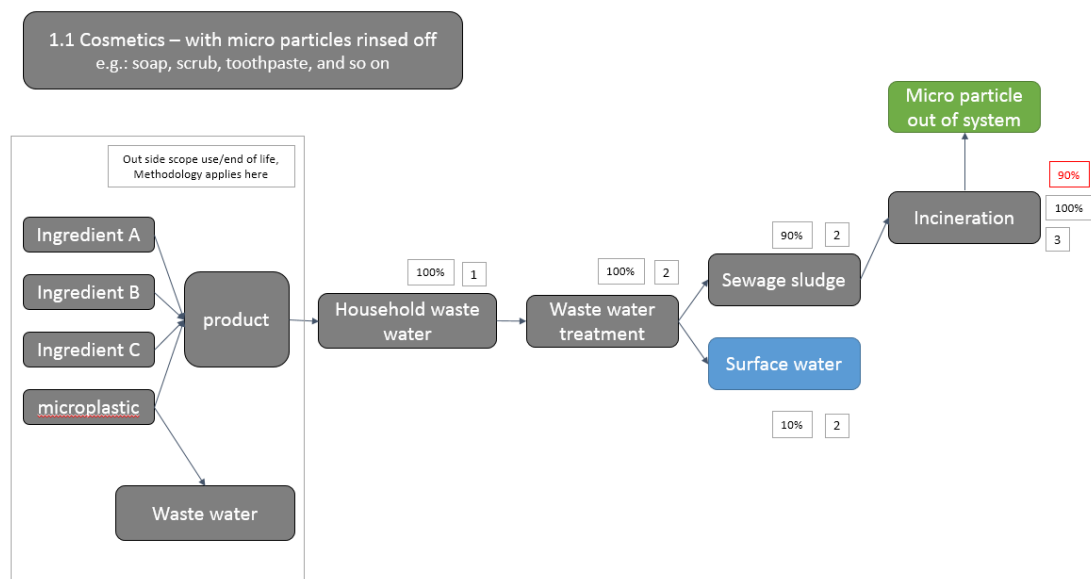 1.1 Cosmetics – with micro particles rinsed off
e.g.: soap, scrub, toothpaste, and so on
Micro particle
out of system
Out side scope use/end of life,
Methodology applies here
90%
100%
3
Incineration
Ingredient A
Ingredient B
Ingredient C
microplastic
product
Waste water
100%
1
Household waste
water
100%
2
Waste water
treatment
90%
2
Sewage sludge
Surface water
10%
2